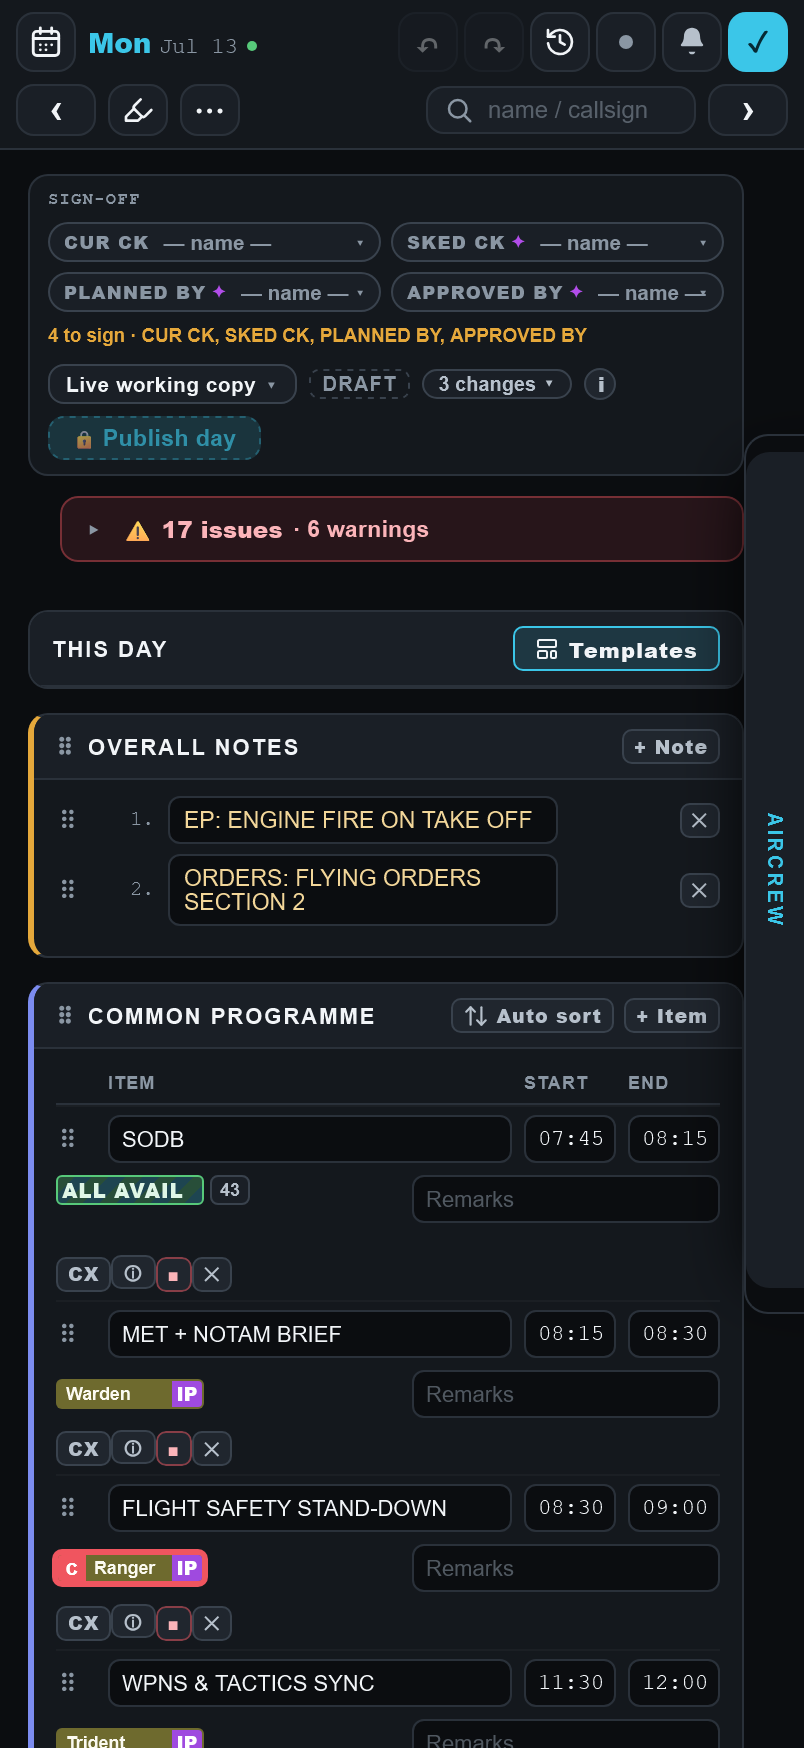 Mon Jul 13
name / callsign
SIGN-OFF
CUR CK — name —
SKED CK ✦ — name —
PLANNED BY ✦ — name —
APPROVED BY ✦ — name —
4 to sign · CUR CK, SKED CK, PLANNED BY, APPROVED BY
Live working copy DRAFT 3 changes i
Publish day
17 issues · 6 warnings
THIS DAY Templates
OVERALL NOTES + Note
1. EP: ENGINE FIRE ON TAKE OFF
2. ORDERS: FLYING ORDERS
SECTION 2
AIRCREW
COMMON PROGRAMME Auto sort + Item
ITEM START END
SODB 07:45 08:15
ALL AVAIL 43 Remarks
CX
MET + NOTAM BRIEF 08:15 08:30
Warden IP Remarks
CX
FLIGHT SAFETY STAND-DOWN 08:30 09:00
C Ranger IP Remarks
CX
WPNS & TACTICS SYNC 11:30 12:00
Trident IP Remarks